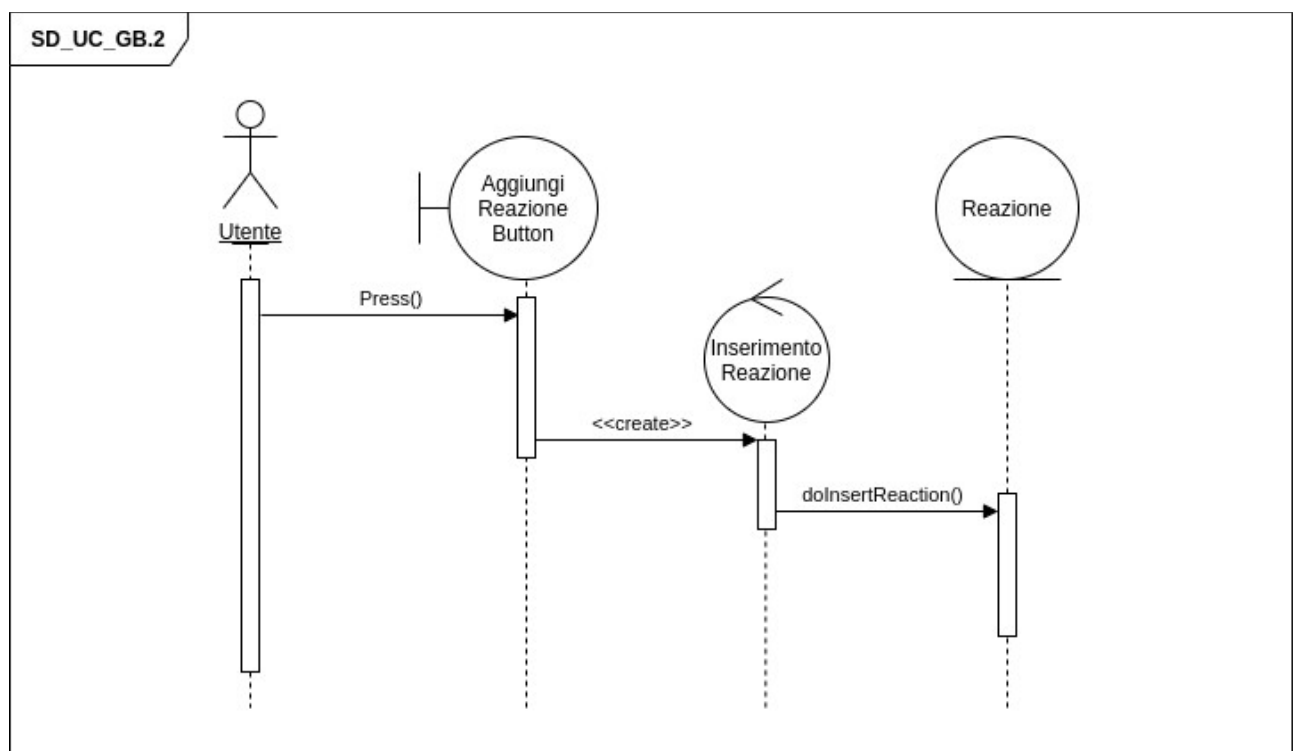 SD_UC_GB.2
Utente
Aggiungi
Reazione
Button
Reazione
Press()
Inserimento
Reazione
<<create>>
doInsertReaction()